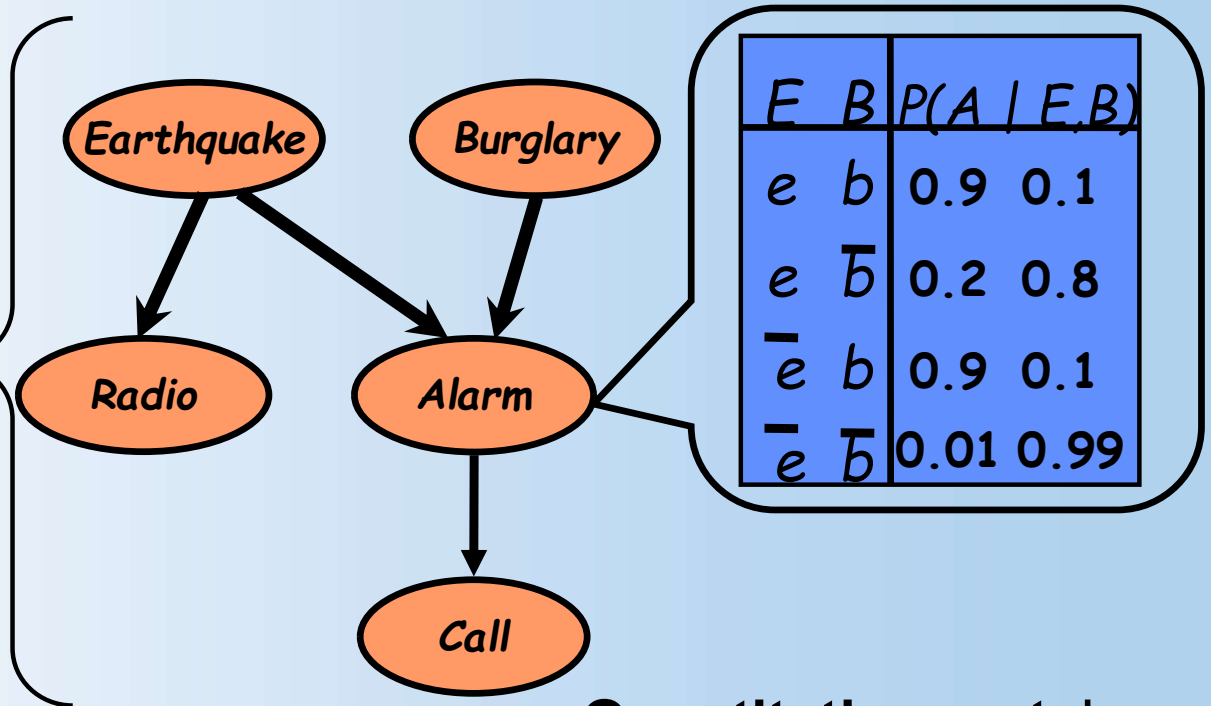 Earthquake
Burglary
Radio
Alarm
Call
E B P(A | E,B)
e b 0.9 0.1
e b̅ 0.2 0.8
e̅ b 0.9 0.1
e̅ b̅ 0.01 0.99